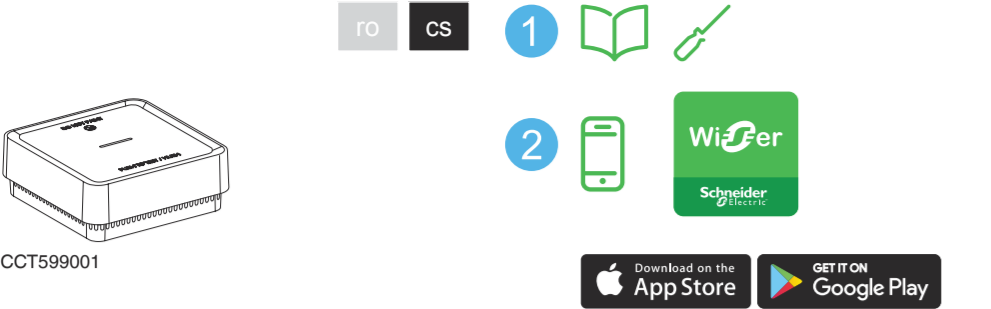 ro
cs
1
2
Wiser
Schneider
Electric
CCT599001
Download on the
App Store
GET IT ON
Google Play